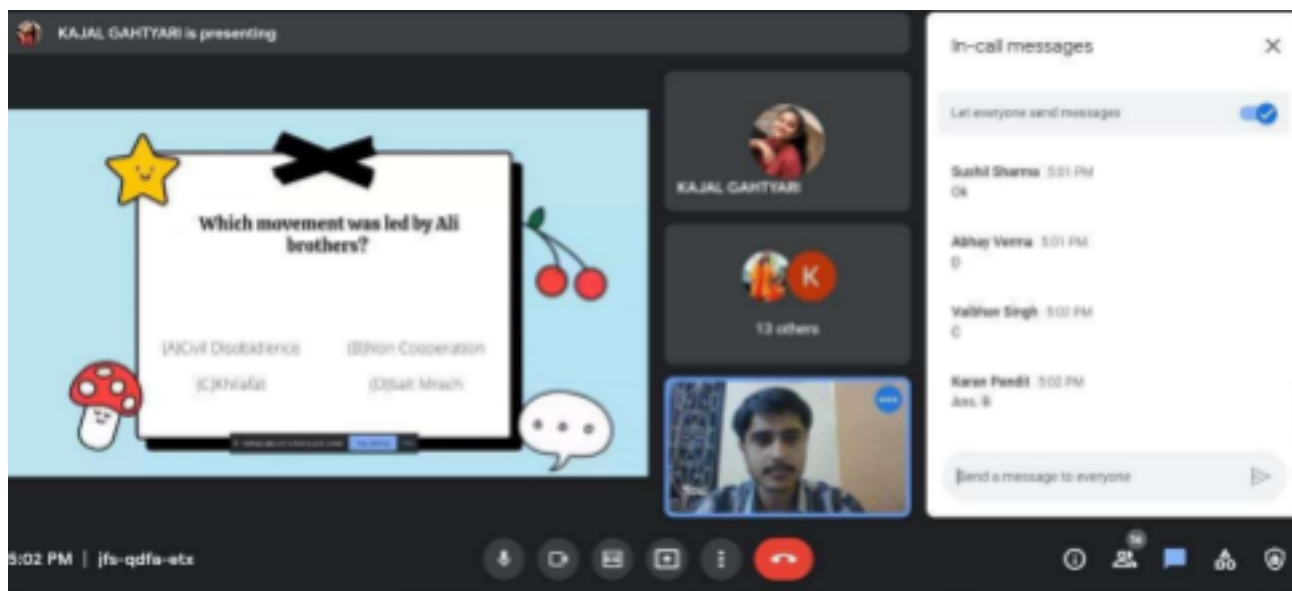 KAJAL GAHTYARI is presenting
Which movement was led by Ali
brothers?
(A)Civil Disobidience
(B)Non Cooperation
(C)Khilafat
(D)Salt Mrach
KAJAL GAHTYARI
K
13 others
In-call messages
Let everyone send messages
Sushil Sharma 5:01 PM
Ok
Abhay Verma 5:01 PM
D
Vaibhav Singh 5:02 PM
C
Karan Pandit 5:02 PM
Ans. B
Send a message to everyone
5:02 PM | jfs-qdfa-etx